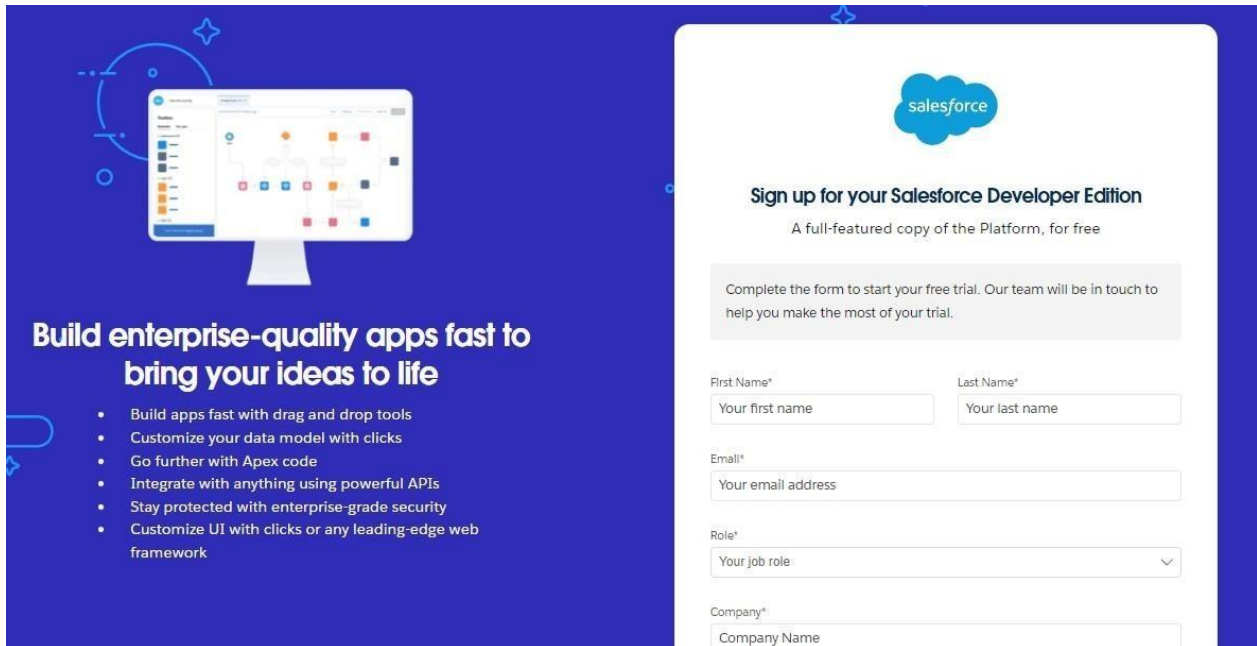 Build enterprise-quality apps fast to
bring your ideas to life
• Build apps fast with drag and drop tools
• Customize your data model with clicks
• Go further with Apex code
• Integrate with anything using powerful APIs
• Stay protected with enterprise-grade security
• Customize UI with clicks or any leading-edge web
framework
salesforce
Sign up for your Salesforce Developer Edition
A full-featured copy of the Platform, for free
Complete the form to start your free trial. Our team will be in touch to
help you make the most of your trial.
First Name* Last Name*
Your first name Your last name
Email*
Your email address
Role*
Your job role
Company*
Company Name